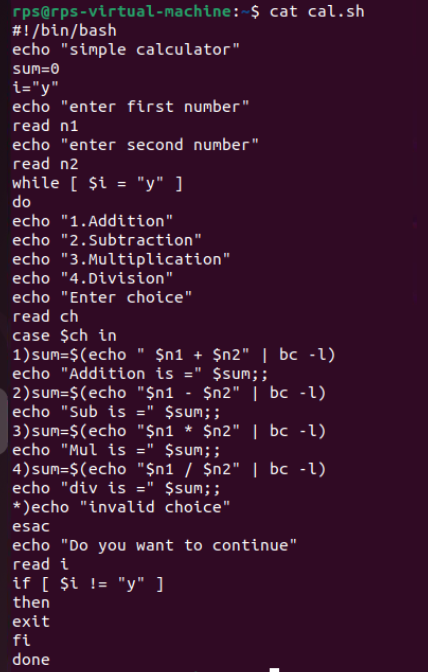 rps@rps-virtual-machine:~$ cat cal.sh
#!/bin/bash
echo "simple calculator"
sum=0
i="y"
echo "enter first number"
read n1
echo "enter second number"
read n2
while [ $i = "y" ]
do
echo "1.Addition"
echo "2.Subtraction"
echo "3.Multiplication"
echo "4.Division"
echo "Enter choice"
read ch
case $ch in
1)sum=$(echo " $n1 + $n2" | bc -l)
echo "Addition is =" $sum;;
2)sum=$(echo "$n1 - $n2" | bc -l)
echo "Sub is =" $sum;;
3)sum=$(echo "$n1 * $n2" | bc -l)
echo "Mul is =" $sum;;
4)sum=$(echo "$n1 / $n2" | bc -l)
echo "div is =" $sum;;
*)echo "invalid choice"
esac
echo "Do you want to continue"
read i
if [ $i != "y" ]
then
exit
fi
done